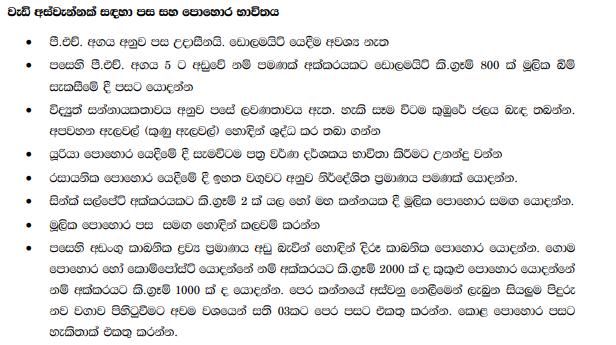 වැඩි අස්වැන්නක් සඳහා පස සහ පොහොර භාවිතය
• පී.එච්. අගය අනුව පස උදාසීනයි. ඩොලමයිට් යෙදීම අවශ්‍ය නැත
• පසෙහි පී.එච්. අගය 5 ට අඩුවේ නම් පමණක් අක්කරයකට ඩොලමයිට් කි.ග්‍රෑම් 800 ක් මූලික බිම්
සැකසීමේ දී පසට යොදන්න
• විද්‍යුත් සන්නායකතාවය අනුව පසේ ලවණතාවය ඇත. හැකි සෑම විටම කුඹුරේ ජලය බැඳ තබන්න.
අපවහන ඇලවල් (කුණු ඇලවල්) හොඳින් ශුද්ධ කර තබා ගන්න
• යූරියා පොහොර යෙදීමේ දී සැමවිටම පත්‍ර වර්ණ දර්ශකය භාවිතා කිරීමට උනන්දු වන්න
• රසායනික පොහොර යෙදීමේ දී ඉහත වගුවට අනුව නිර්දේශිත ප්‍රමාණය පමණක් යොදන්න.
• සින්ක් සල්පේට් අක්කරයකට කි.ග්‍රෑම් 2 ක් යල හෝ මහ කන්නයක දී මූලික පොහොර සමඟ යොදන්න.
• මූලික පොහොර පස සමඟ හොඳින් කලවම් කරන්න
• පසෙහි අඩංගු කාබනික ද්‍රව්‍ය ප්‍රමාණය අඩු බැවින් හොඳින් දිරූ කාබනික පොහොර යොදන්න. ගොම
පොහොර හෝ කොම්පෝස්ට් යොදන්නේ නම් අක්කරයට කි.ග්‍රෑම් 2000 ක් ද කුකුළු පොහොර යොදන්නේ
නම් අක්කරයට කි.ග්‍රෑම් 1000 ක් ද යොදන්න. පෙර කන්නයේ අස්වනු නෙලීමෙන් ලැබුන සියලුම පිදුරු
නව වගාව පිහිටුවීමට අවම වශයෙන් සති 03කට පෙර පසට එකතු කරන්න. කොළ පොහොර පසට
හැකිතාක් එකතු කරන්න.